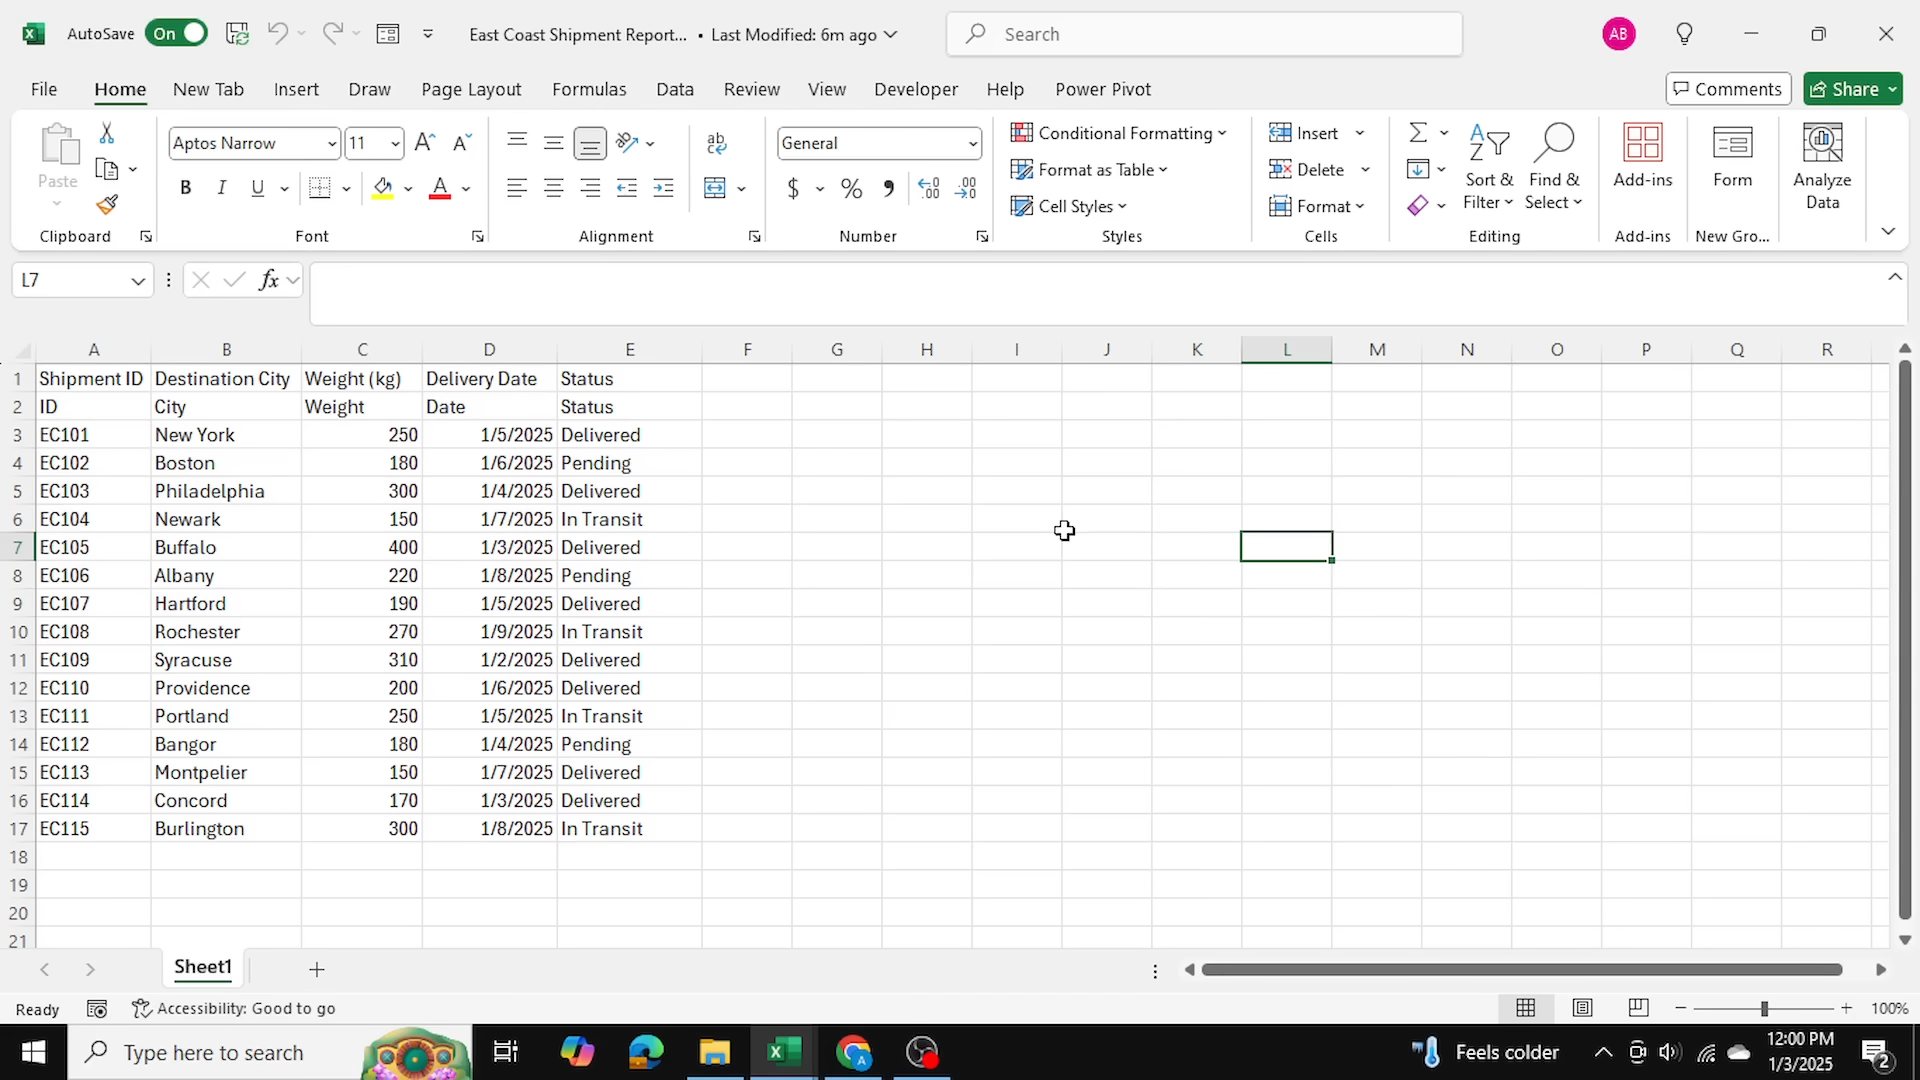 AutoSave On East Coast Shipment Report... • Last Modified: 6m ago Search AB
File Home New Tab Insert Draw Page Layout Formulas Data Review View Developer Help Power Pivot Comments Share
Paste Aptos Narrow 11 General Conditional Formatting Format as Table Cell Styles Insert Delete Format Sort & Filter Find & Select Add-ins Form Analyze Data
Clipboard Font Alignment Number Styles Cells Editing Add-ins New Gro...
L7 fx
A B C D E F G H I J K L M N O P Q R
1 Shipment ID Destination City Weight (kg) Delivery Date Status
2 ID City Weight Date Status
3 EC101 New York 250 1/5/2025 Delivered
4 EC102 Boston 180 1/6/2025 Pending
5 EC103 Philadelphia 300 1/4/2025 Delivered
6 EC104 Newark 150 1/7/2025 In Transit
7 EC105 Buffalo 400 1/3/2025 Delivered
8 EC106 Albany 220 1/8/2025 Pending
9 EC107 Hartford 190 1/5/2025 Delivered
10 EC108 Rochester 270 1/9/2025 In Transit
11 EC109 Syracuse 310 1/2/2025 Delivered
12 EC110 Providence 200 1/6/2025 Delivered
13 EC111 Portland 250 1/5/2025 In Transit
14 EC112 Bangor 180 1/4/2025 Pending
15 EC113 Montpelier 150 1/7/2025 Delivered
16 EC114 Concord 170 1/3/2025 Delivered
17 EC115 Burlington 300 1/8/2025 In Transit
18
19
20
21
Sheet1
Ready Accessibility: Good to go 100%
Type here to search Feels colder 12:00 PM
1/3/2025 2